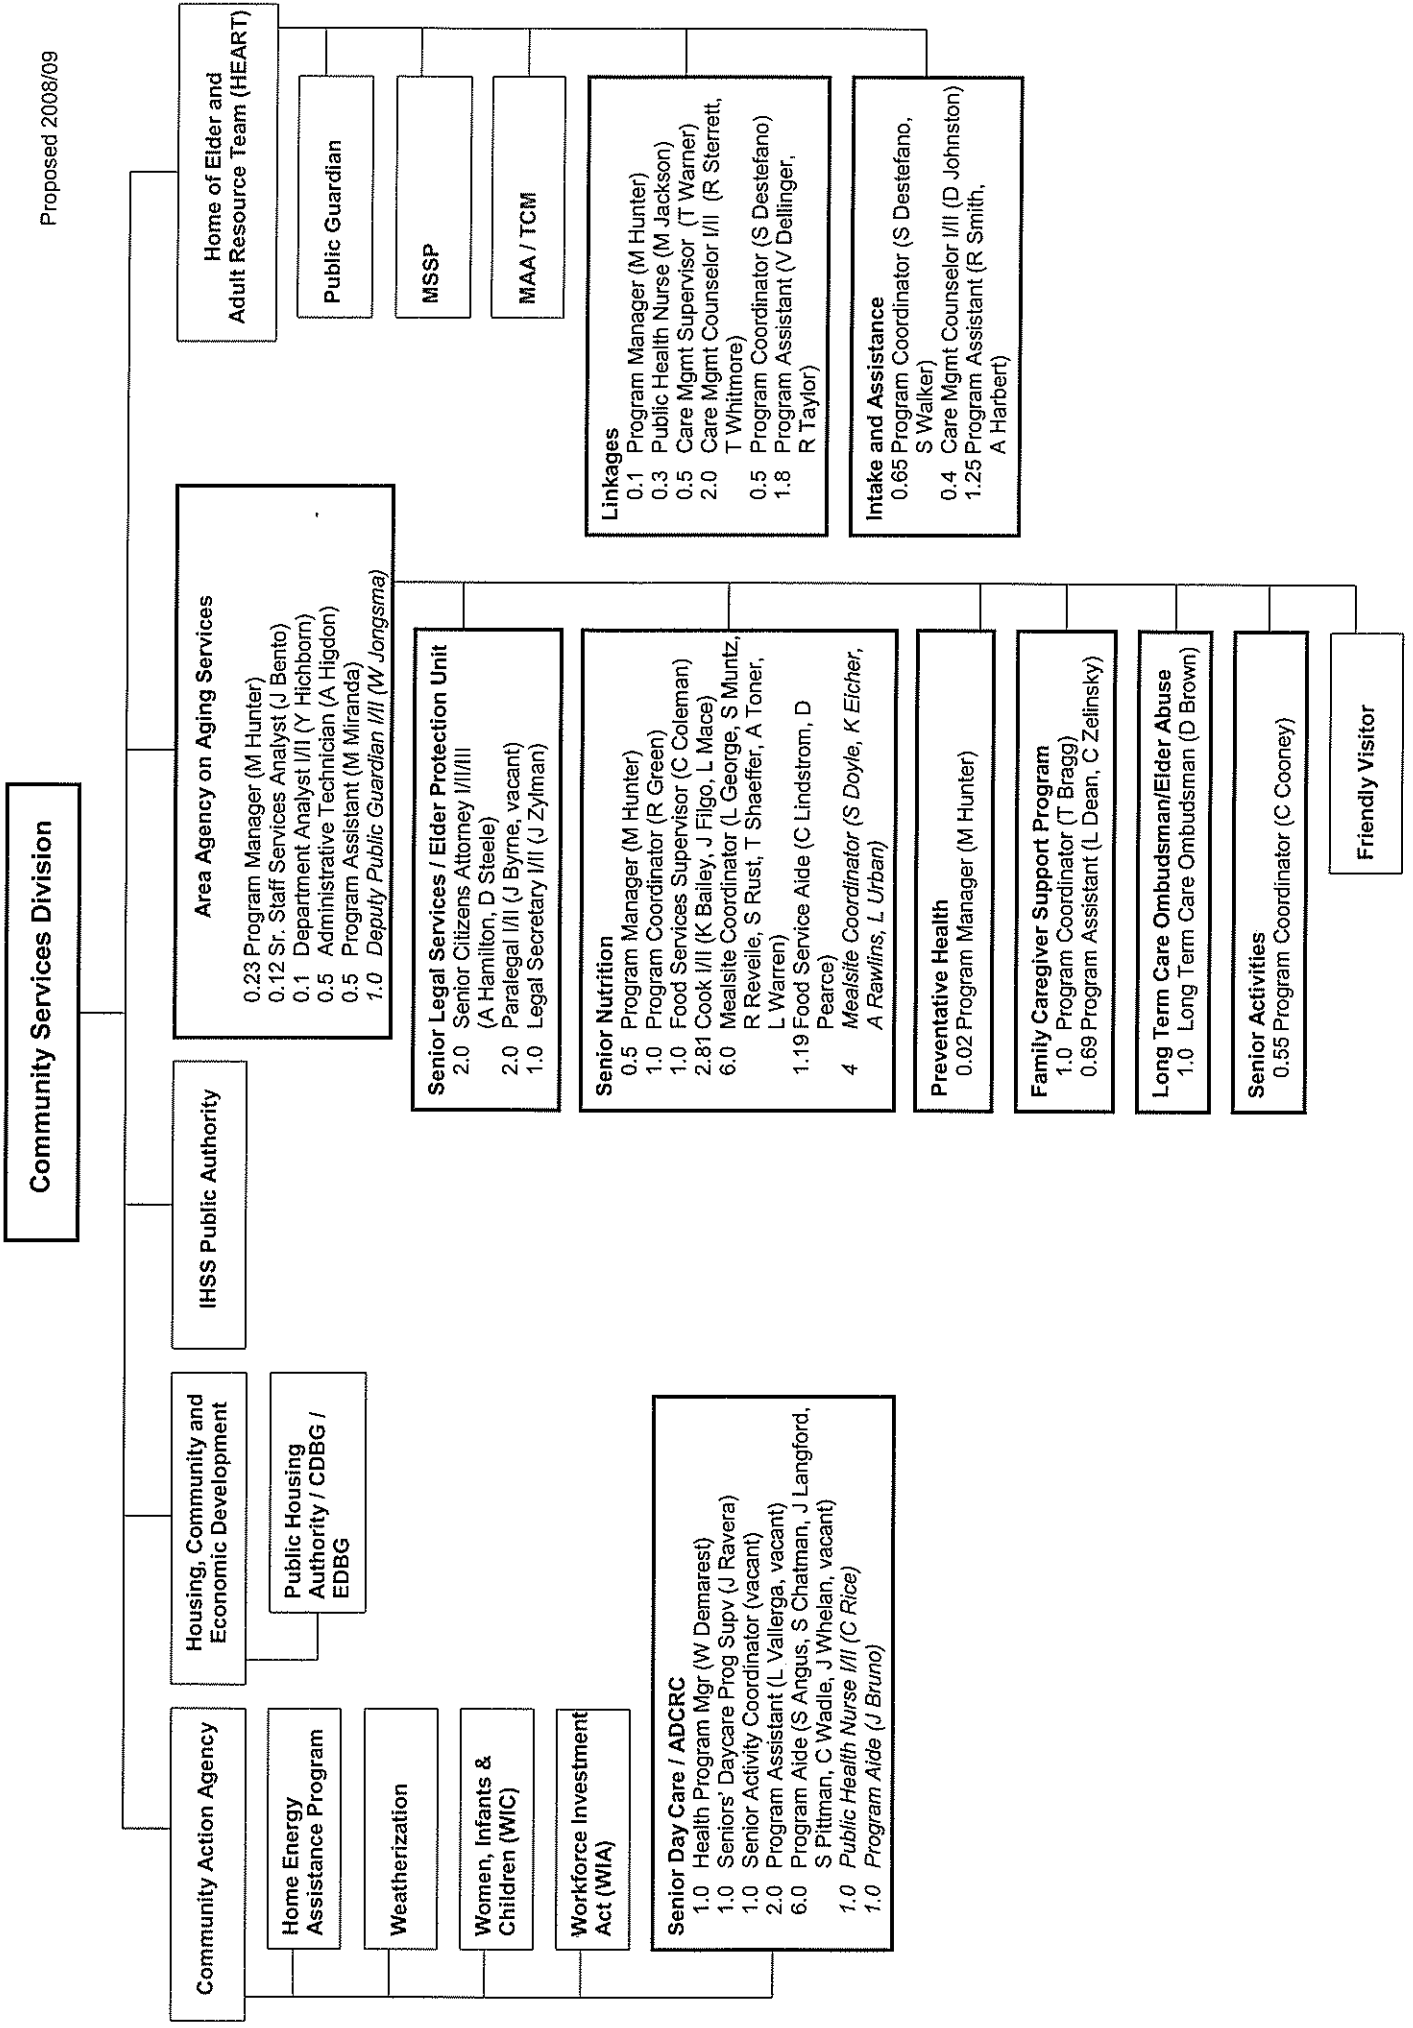 Proposed 2008/09
Community Services Division
Community Action Agency
Home Energy
Assistance Program
Weatherization
Women, Infants &
Children (WIC)
Workforce Investment
Act (WIA)
Senior Day Care / ADCRC
1.0 Health Program Mgr (W Demarest)
1.0 Seniors' Daycare Prog Supv (J Ravera)
1.0 Senior Activity Coordinator (vacant)
2.0 Program Assistant (L Vallerga, vacant)
6.0 Program Aide (S Angus, S Chatman, J Langford,
S Pittman, C Wadle, J Whelan, vacant)
1.0 Public Health Nurse I/II (C Rice)
1.0 Program Aide (J Bruno)
Housing, Community and
Economic Development
Public Housing
Authority / CDBG /
EDBG
IHSS Public Authority
Area Agency on Aging Services
0.23 Program Manager (M Hunter)
0.12 Sr. Staff Services Analyst (J Bento)
0.1 Department Analyst I/II (Y Hichborn)
0.5 Administrative Technician (A Higdon)
0.5 Program Assistant (M Miranda)
1.0 Deputy Public Guardian I/II (W Jongsma)
Senior Legal Services / Elder Protection Unit
2.0 Senior Citizens Attorney I/II/III
(A Hamilton, D Steele)
2.0 Paralegal I/II (J Byrne, vacant)
1.0 Legal Secretary I/II (J Zylman)
Senior Nutrition
0.5 Program Manager (M Hunter)
1.0 Program Coordinator (R Green)
1.0 Food Services Supervisor (C Coleman)
2.81 Cook I/II (K Bailey, J Filgo, L Mace)
6.0 Mealsite Coordinator (L George, S Muntz,
R Reveile, S Rust, T Shaeffer, A Toner,
L Warren)
1.19 Food Service Aide (C Lindstrom, D
Pearce)
4 Mealsite Coordinator (S Doyle, K Eicher,
A Rawlins, L Urban)
Preventative Health
0.02 Program Manager (M Hunter)
Family Caregiver Support Program
1.0 Program Coordinator (T Bragg)
0.69 Program Assistant (L Dean, C Zelinsky)
Long Term Care Ombudsman/Elder Abuse
1.0 Long Term Care Ombudsman (D Brown)
Senior Activities
0.55 Program Coordinator (C Cooney)
Friendly Visitor
Home of Elder and
Adult Resource Team (HEART)
Public Guardian
MSSP
MAA / TCM
Linkages
0.1 Program Manager (M Hunter)
0.3 Public Health Nurse (M Jackson)
0.5 Care Mgmt Supervisor (T Warner)
2.0 Care Mgmt Counselor I/II (R Sterrett,
T Whitmore)
0.5 Program Coordinator (S Destefano)
1.8 Program Assistant (V Dellinger,
R Taylor)
Intake and Assistance
0.65 Program Coordinator (S Destefano,
S Walker)
0.4 Care Mgmt Counselor I/II (D Johnston)
1.25 Program Assistant (R Smith,
A Harbert)